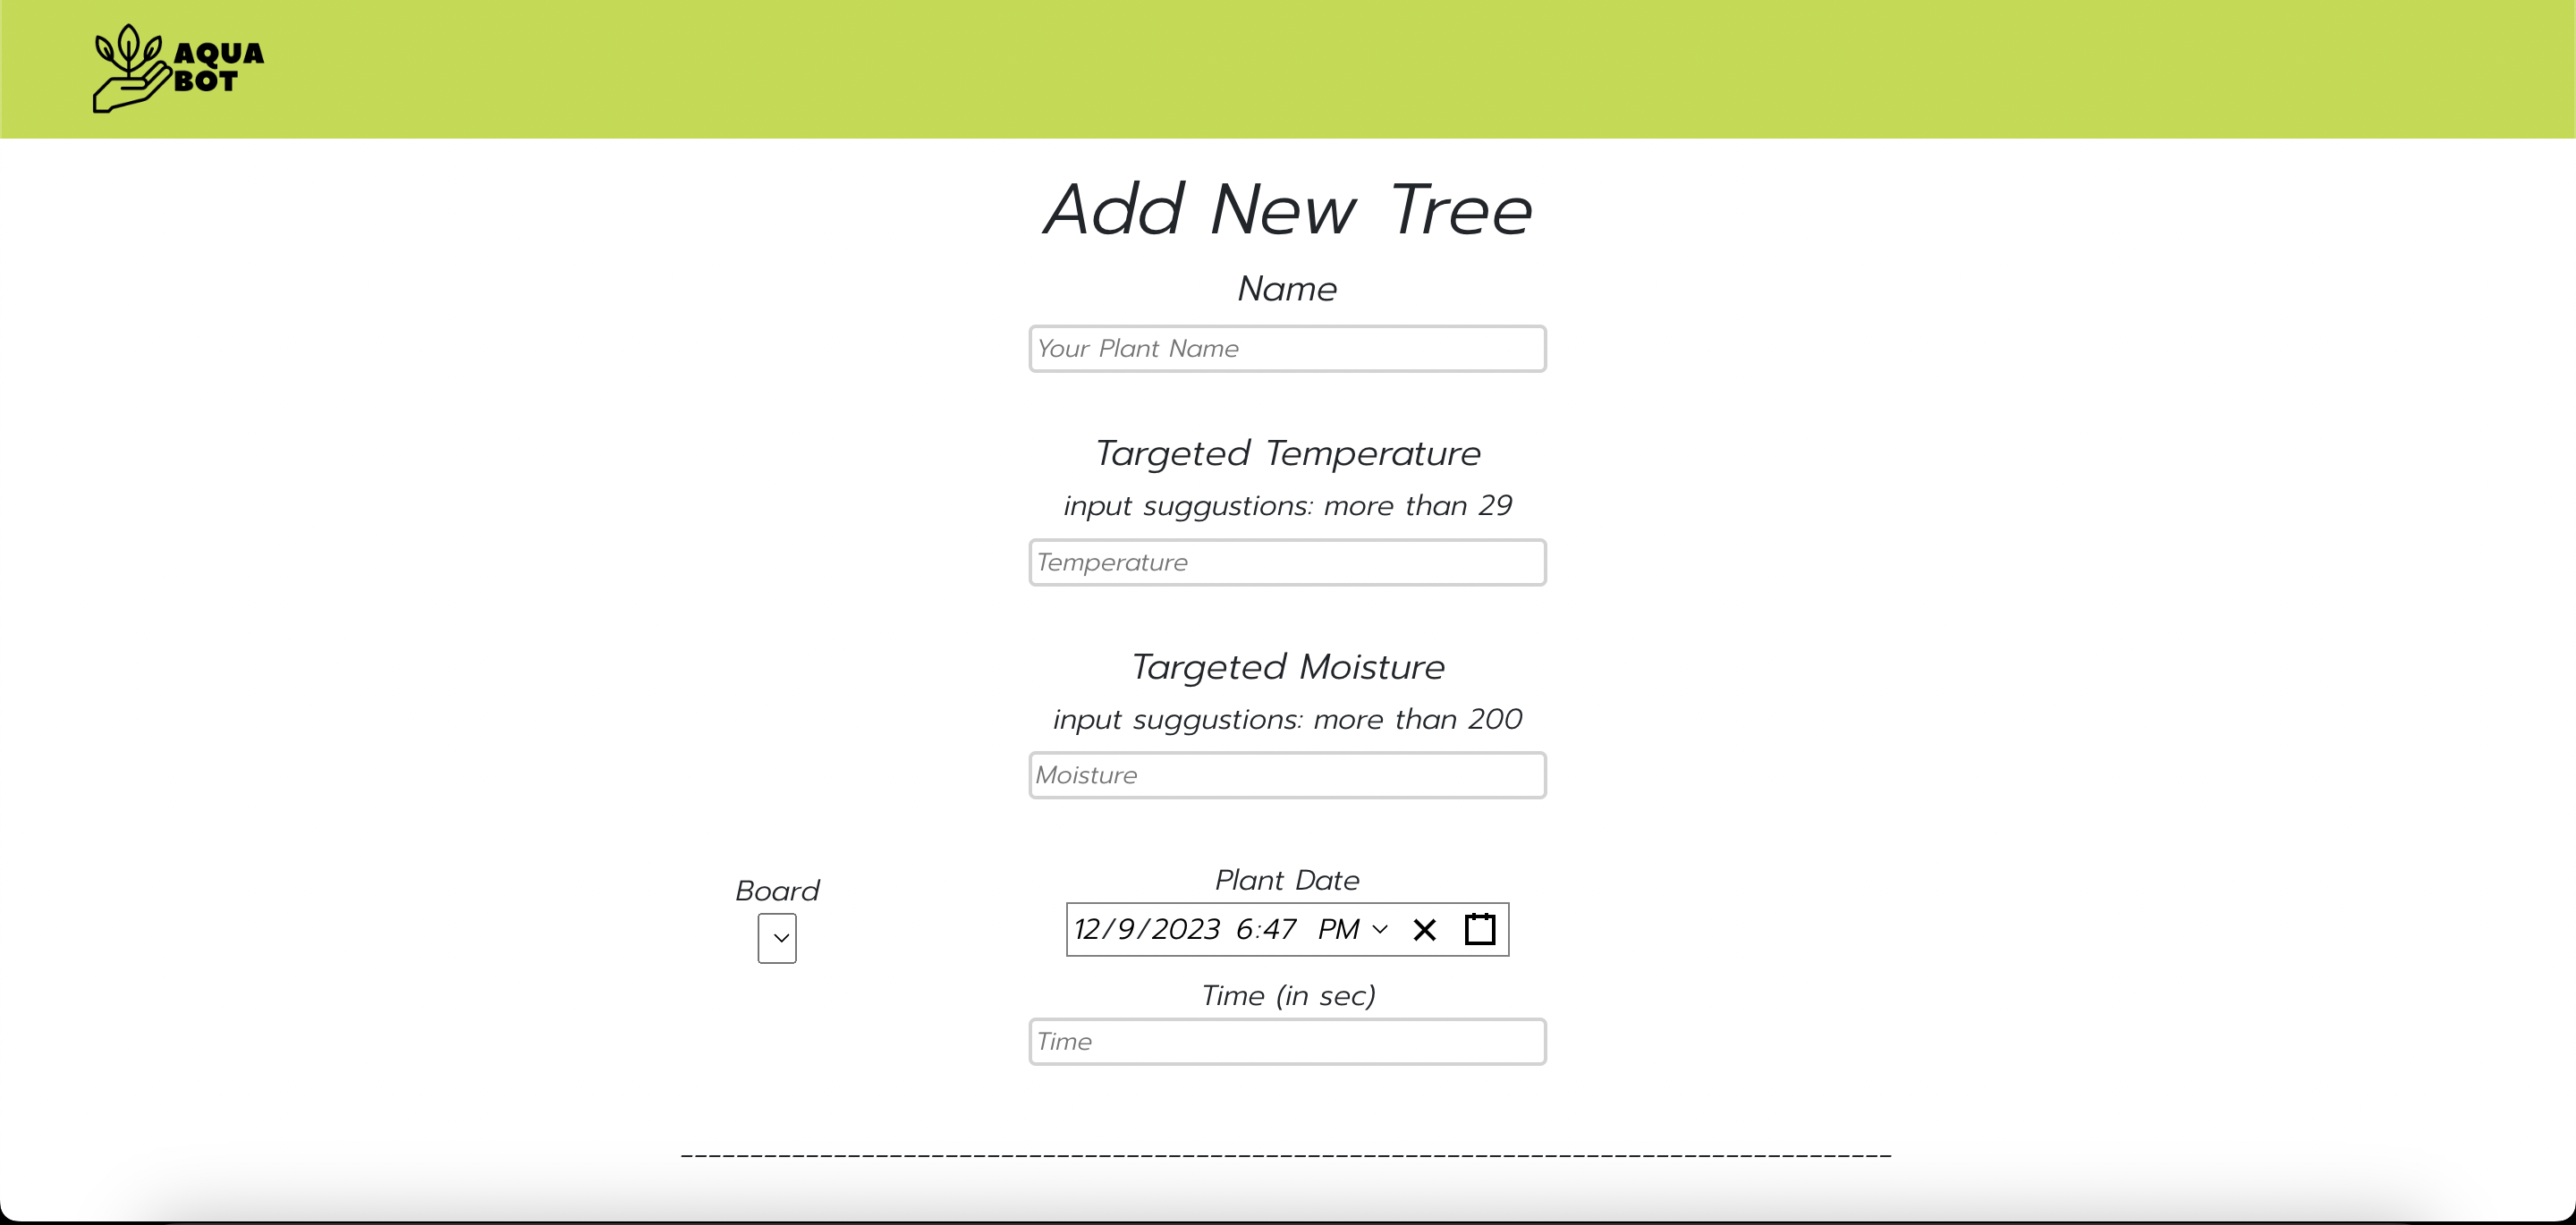 AQUA
BOT
Add New Tree
Name
Your Plant Name
Targeted Temperature
input suggustions: more than 29
Temperature
Targeted Moisture
input suggustions: more than 200
Moisture
Board
Plant Date
12/9/2023 6:47 PM
Time (in sec)
Time